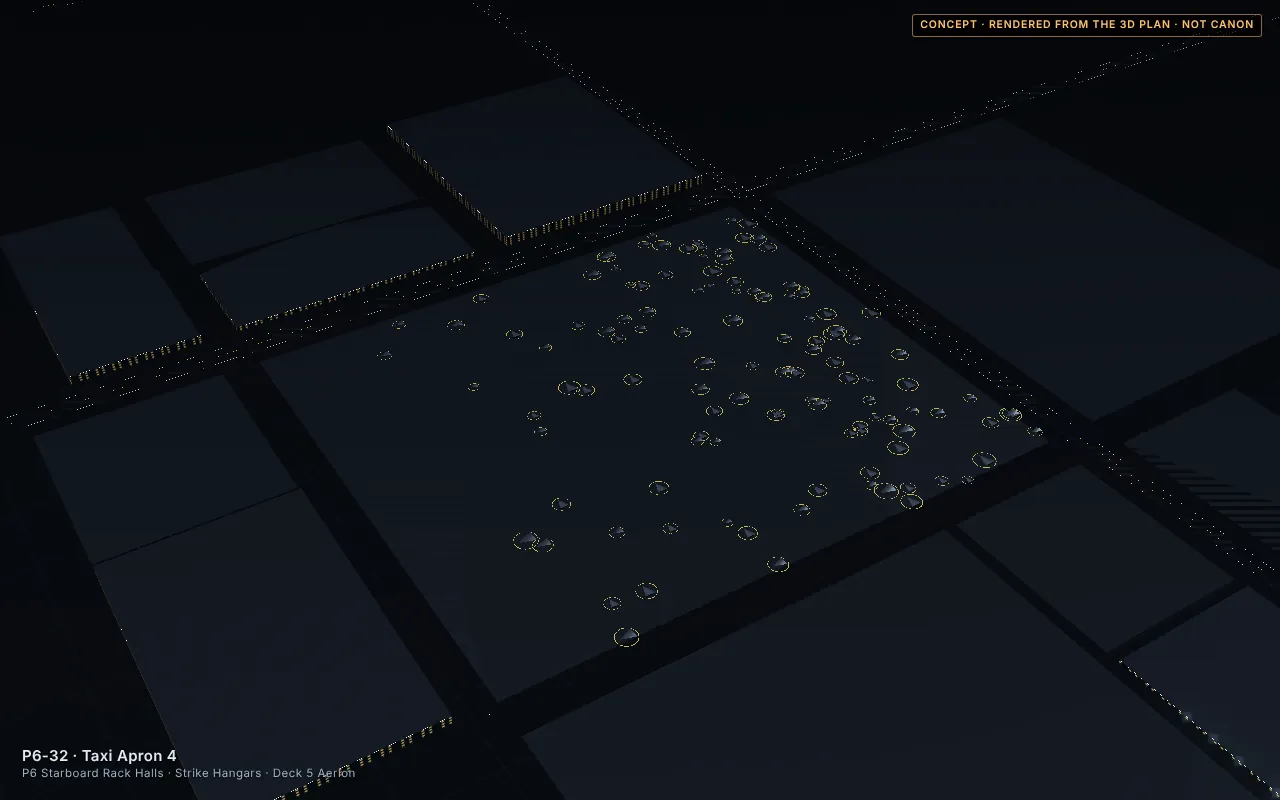 CONCEPT · RENDERED FROM THE 3D PLAN · NOT CANON
P6-32 · Taxi Apron 4
P6 Starboard Rack Halls · Strike Hangars · Deck 5 Aerion